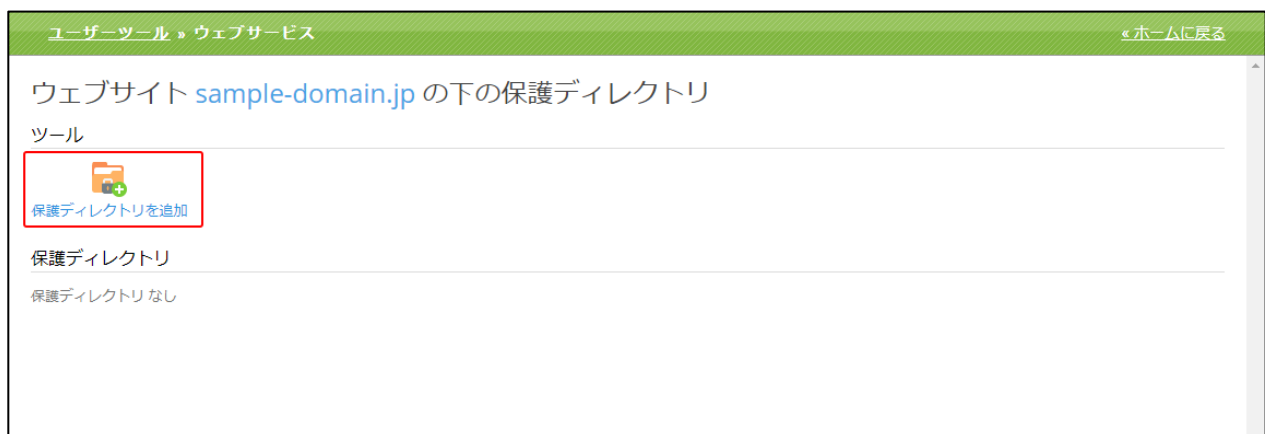 ユーザーツール » ウェブサービス
« ホームに戻る
ウェブサイト sample-domain.jp の下の保護ディレクトリ
ツール
保護ディレクトリを追加
保護ディレクトリ
保護ディレクトリ なし